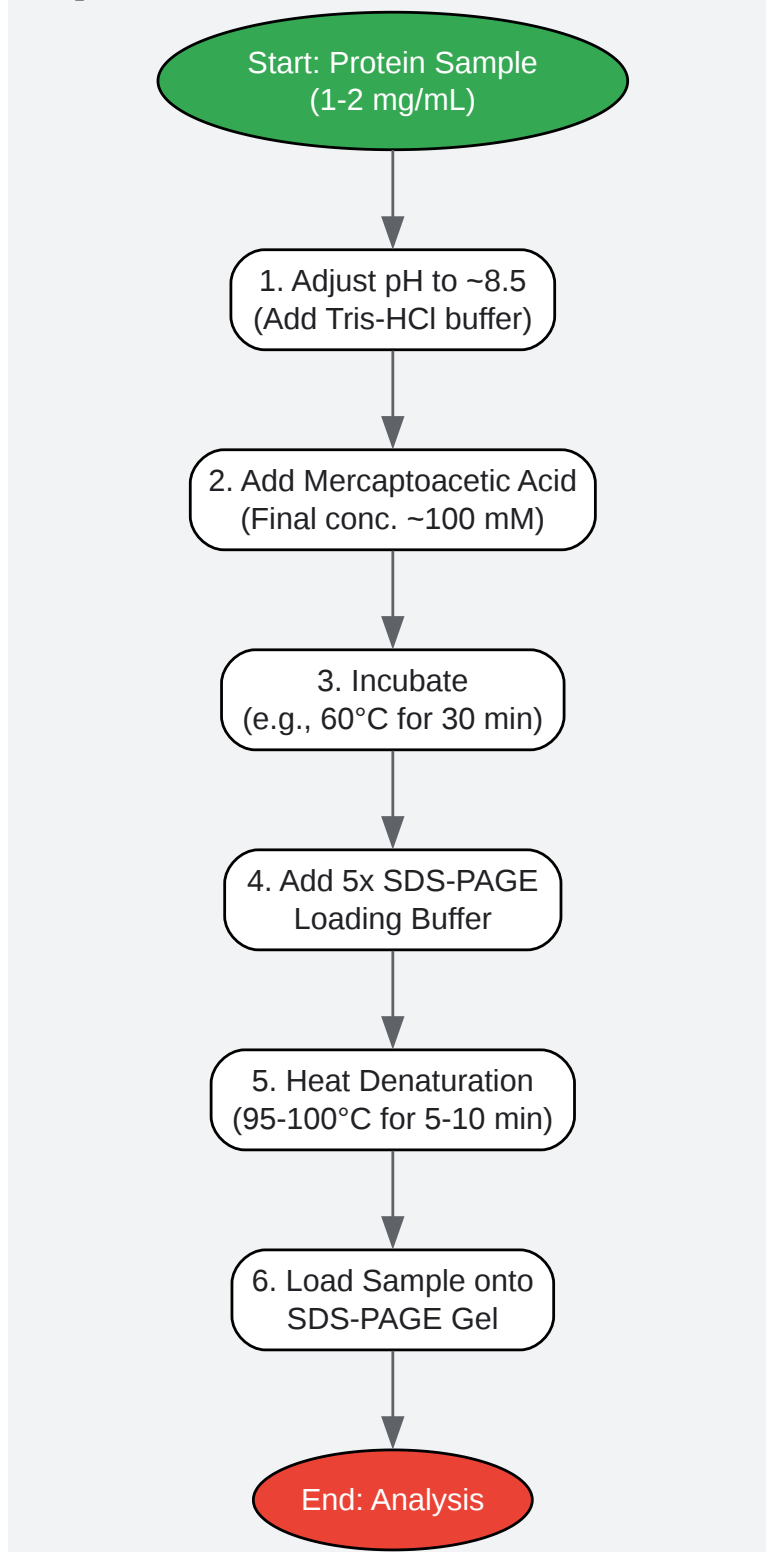 Start: Protein Sample
(1-2 mg/mL)
1. Adjust pH to ~8.5
(Add Tris-HCl buffer)
2. Add Mercaptoacetic Acid
(Final conc. ~100 mM)
3. Incubate
(e.g., 60°C for 30 min)
4. Add 5x SDS-PAGE
Loading Buffer
5. Heat Denaturation
(95-100°C for 5-10 min)
6. Load Sample onto
SDS-PAGE Gel
End: Analysis